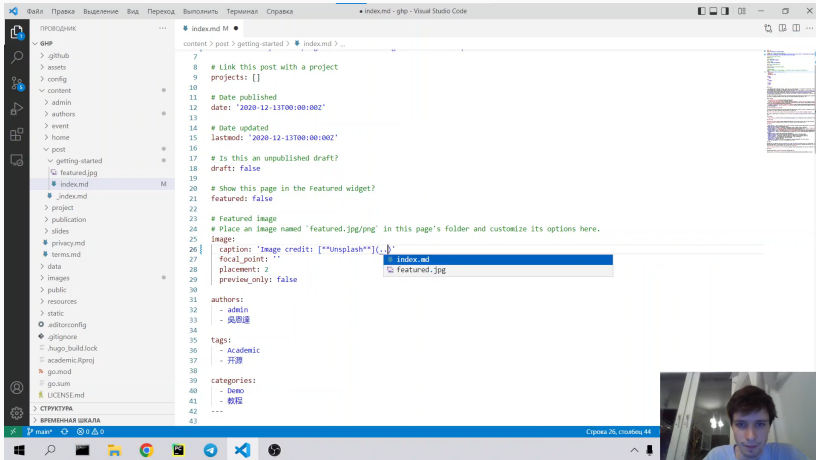 Файл Правка Выделение Вид Переход Выполнить Терминал Справка
● index.md - ghp - Visual Studio Code
ПРОВОДНИК
GHP
.github
assets
config
content
admin
authors
event
home
post
getting-started
featured.jpg
index.md M
_index.md
project
publication
slides
privacy.md
terms.md
data
images
public
resources
static
.editorconfig
.gitignore
.hugo_build.lock
academic.Rproj
go.mod
go.sum
LICENSE.md
СТРУКТУРА
ВРЕМЕННАЯ ШКАЛА
index.md M ●
content > post > getting-started > index.md > ...
7
8 # Link this post with a project
9 projects: []
10
11 # Date published
12 date: '2020-12-13T00:00:00Z'
13
14 # Date updated
15 lastmod: '2020-12-13T00:00:00Z'
16
17 # Is this an unpublished draft?
18 draft: false
19
20 # Show this page in the Featured widget?
21 featured: false
22
23 # Featured image
24 # Place an image named `featured.jpg/png` in this page's folder and customize its options here.
25 image:
26 caption: 'Image credit: [**Unsplash**](..)'
27 focal_point: ''
28 placement: 2
29 preview_only: false
30
31 authors:
32 - admin
33 - 吳恩達
34
35 tags:
36 - Academic
37 - 开源
38
39 categories:
40 - Demo
41 - 教程
42 ---
43
index.md
featured.jpg
main* 0 0
Строка 26, столбец 44